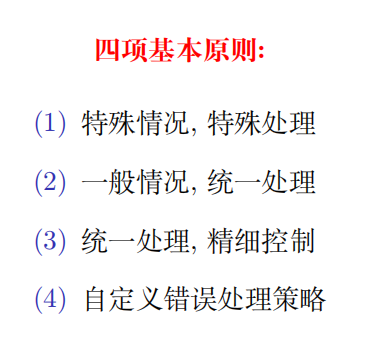 四项基本原则:
(1) 特殊情况, 特殊处理
(2) 一般情况, 统一处理
(3) 统一处理, 精细控制
(4) 自定义错误处理策略